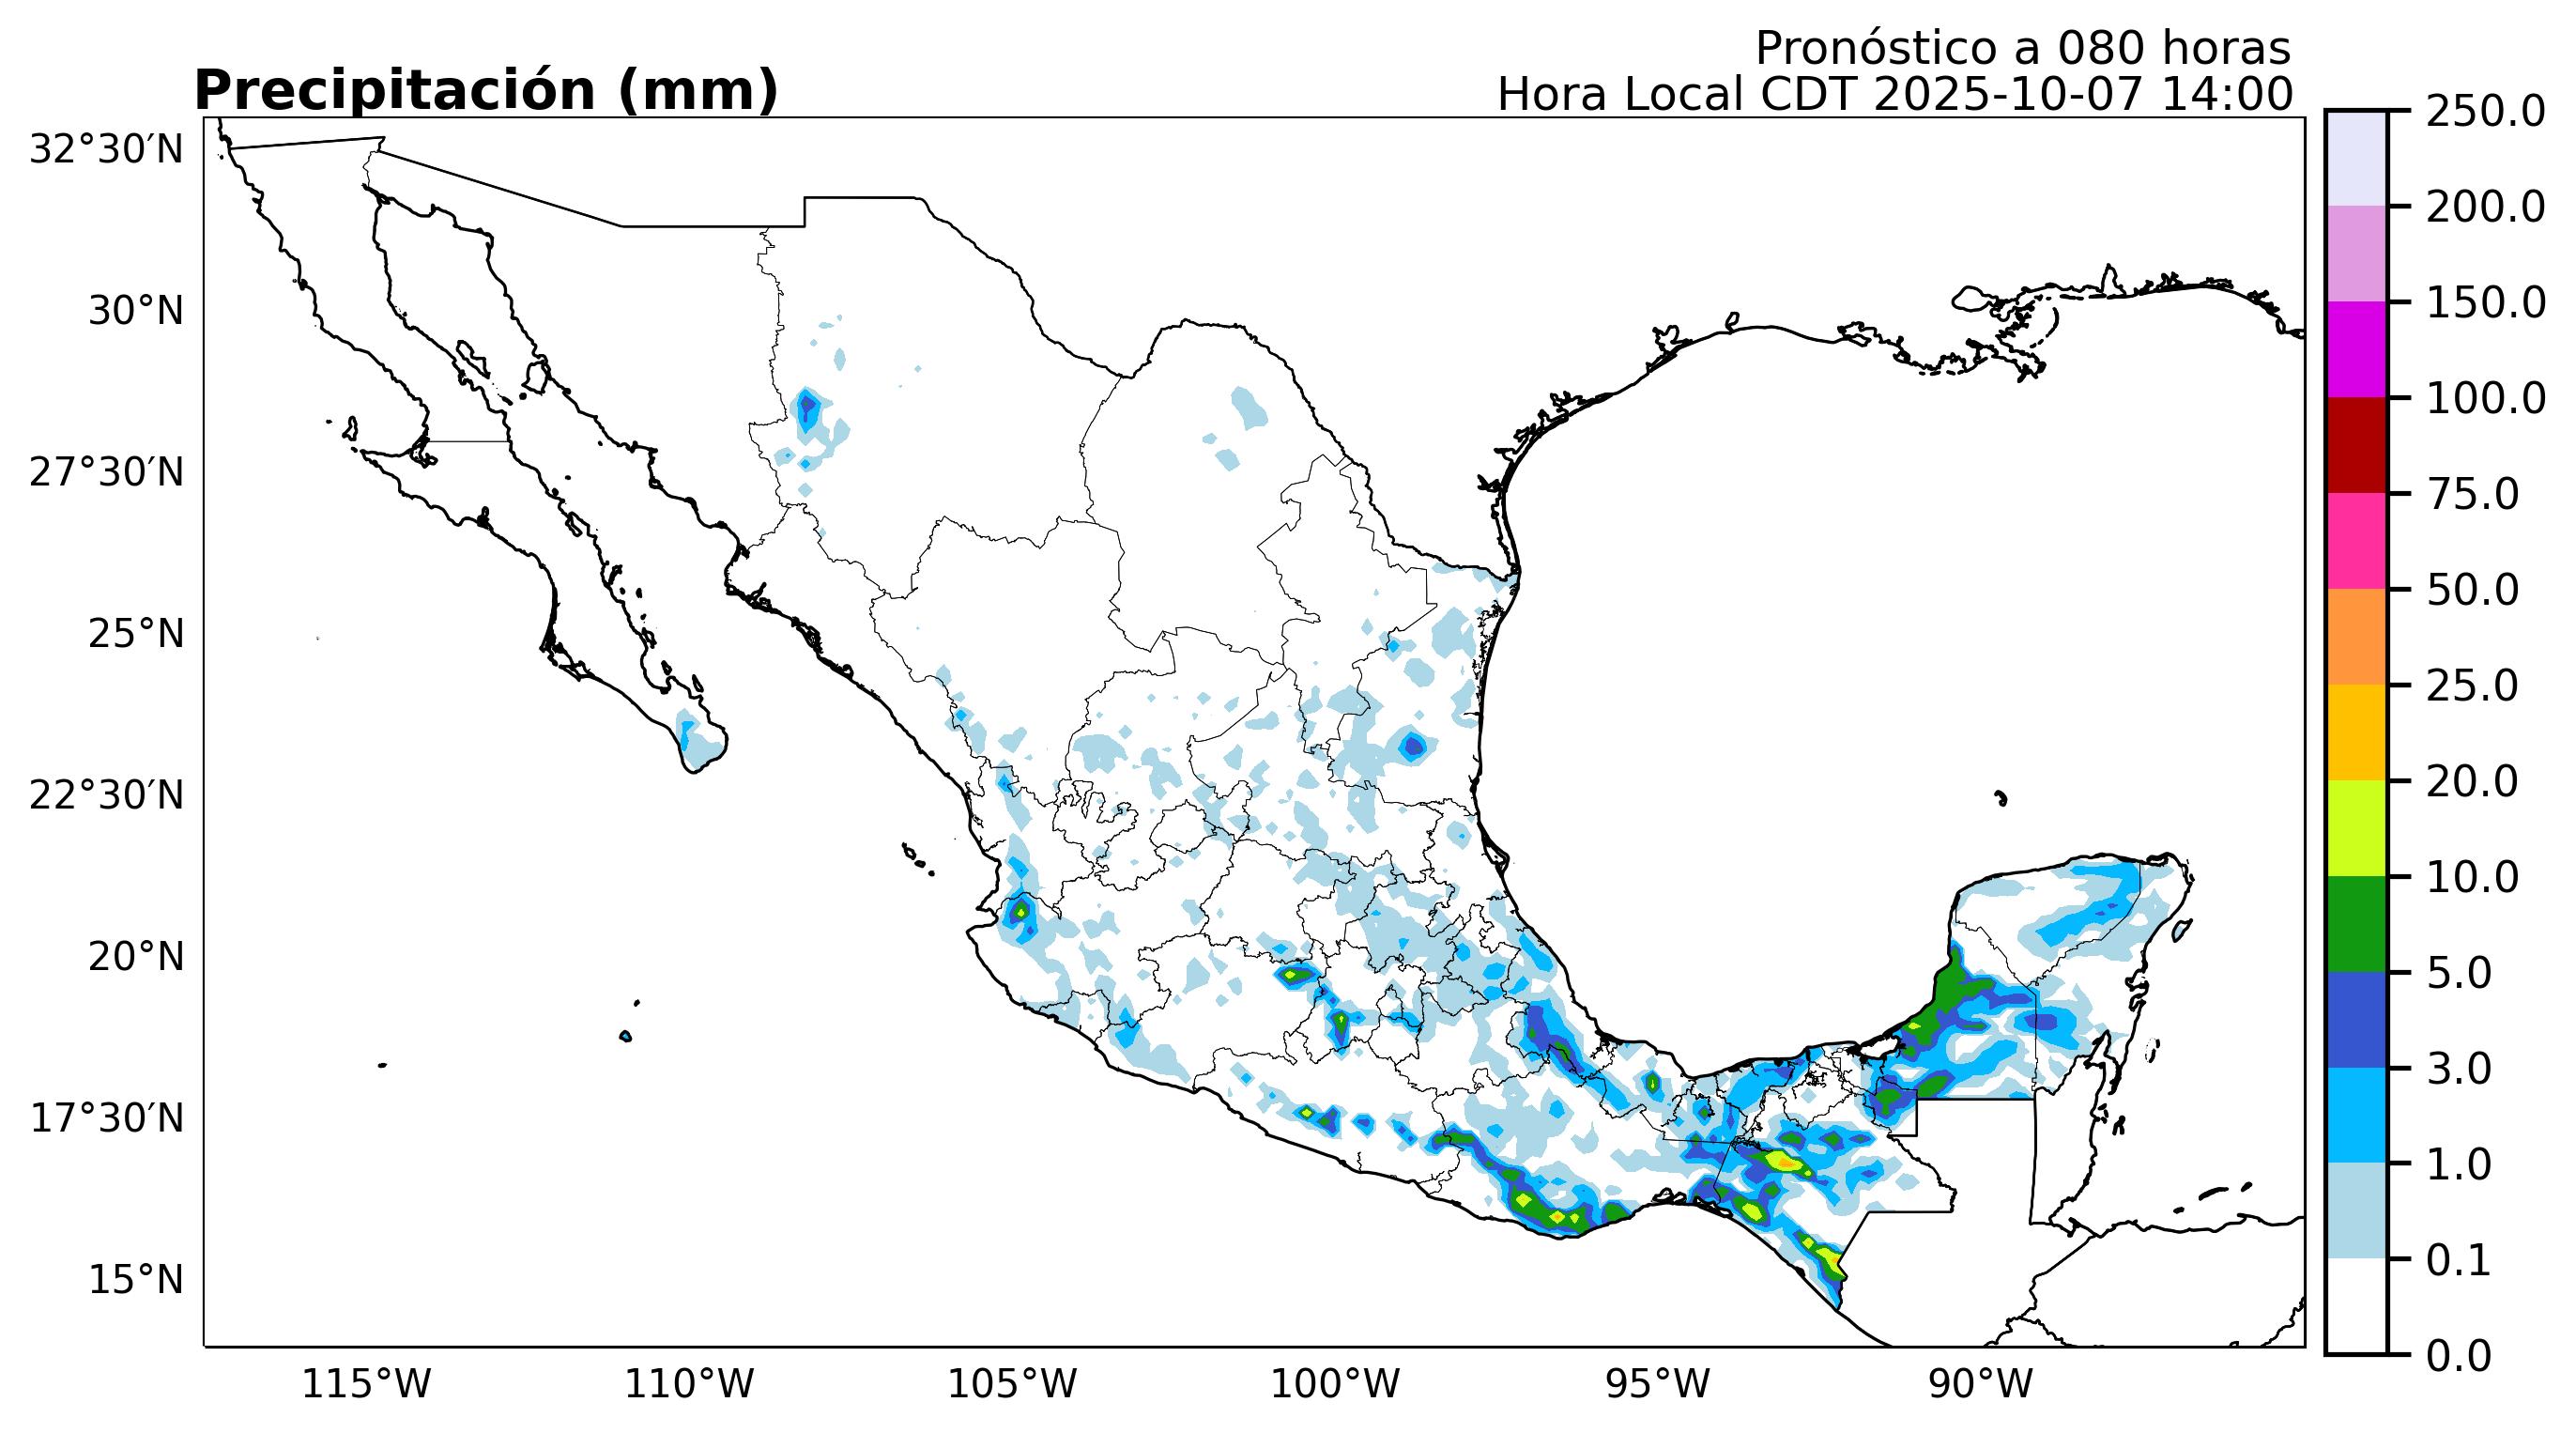 Pronóstico a 080 horas
Precipitación (mm)
Hora Local CDT 2025-10-07 14:00
32°30′N
30°N
27°30′N
25°N
22°30′N
20°N
17°30′N
15°N
115°W
110°W
105°W
100°W
95°W
90°W
250.0
200.0
150.0
100.0
75.0
50.0
25.0
20.0
10.0
5.0
3.0
1.0
0.1
0.0